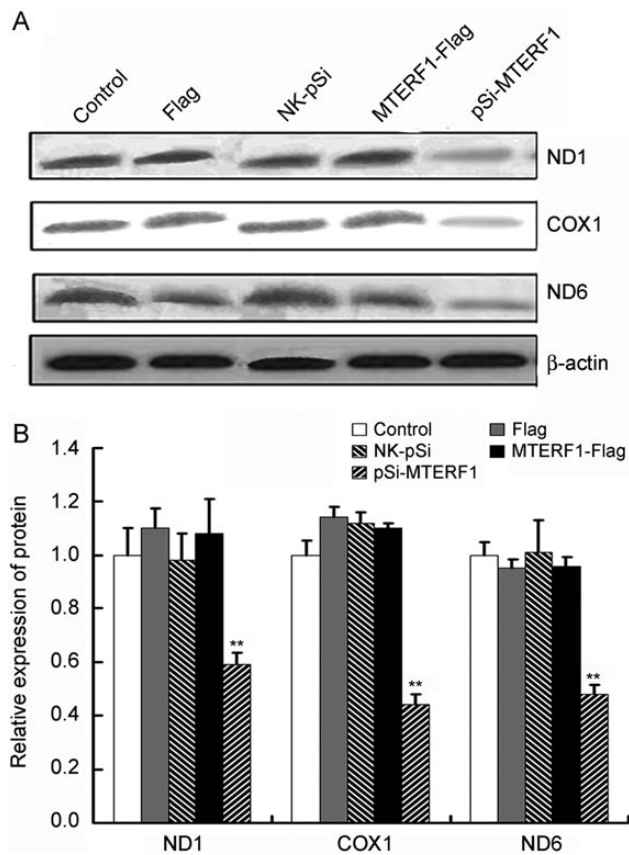 A
Control Flag NK-pSi MTERF1-Flag pSi-MTERF1
ND1
COX1
ND6
β-actin
B
Control Flag
NK-pSi MTERF1-Flag
pSi-MTERF1
Relative expression of protein
1.4
1.2
1.0
0.8
0.6
0.4
0.2
0.0
**
**
**
ND1 COX1 ND6